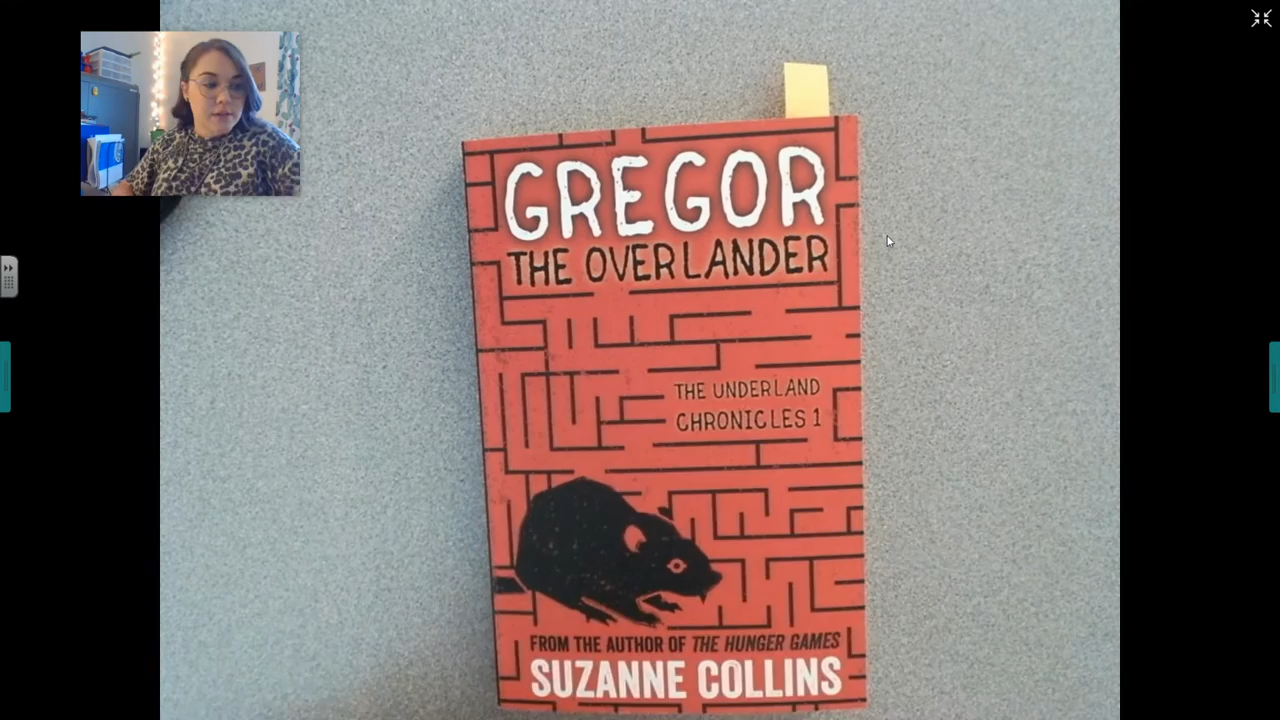 GREGOR
THE OVERLANDER
THE UNDERLAND
CHRONICLES 1
FROM THE AUTHOR OF THE HUNGER GAMES
SUZANNE COLLINS